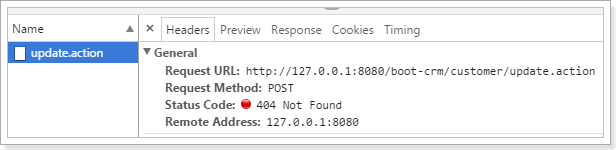 Name
× Headers Preview Response Cookies Timing
update.action
▼ General
Request URL: http://127.0.0.1:8080/boot-crm/customer/update.action
Request Method: POST
Status Code: 404 Not Found
Remote Address: 127.0.0.1:8080